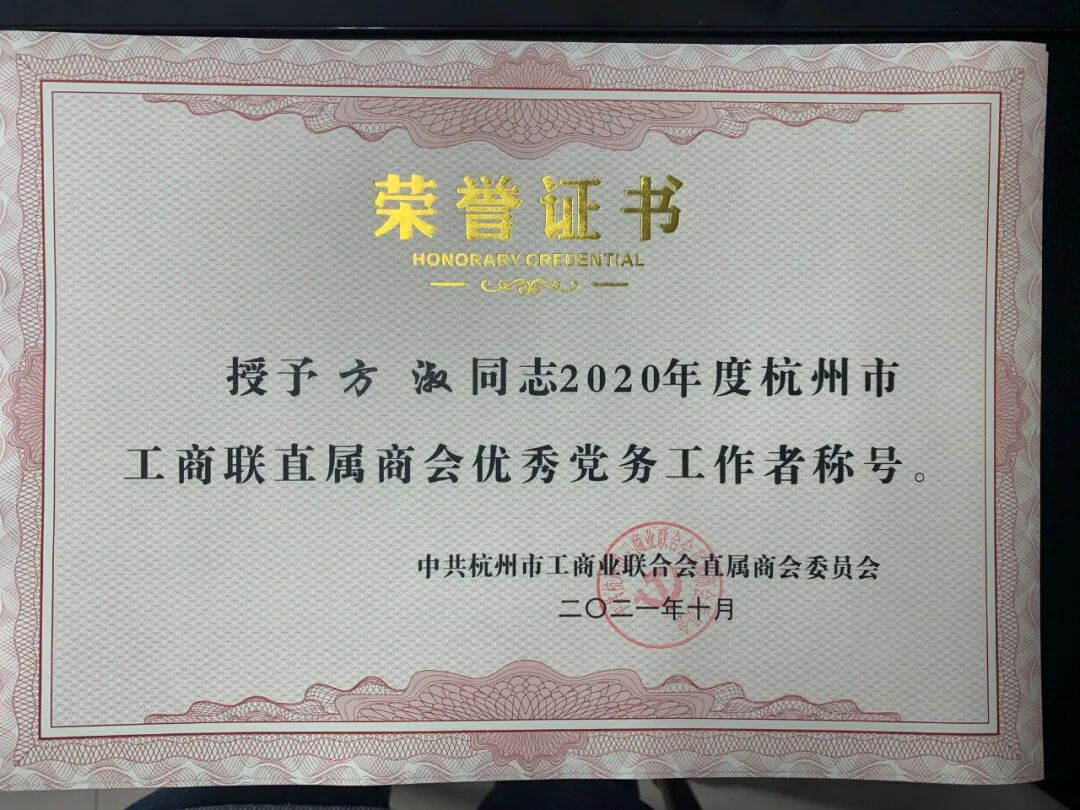 荣誉证书
HONORARY CREDENTIAL
授予 方 淑 同志2020年度杭州市
工商联直属商会优秀党务工作者称号。
中共杭州市工商业联合会直属商会委员会
二〇二一年十月